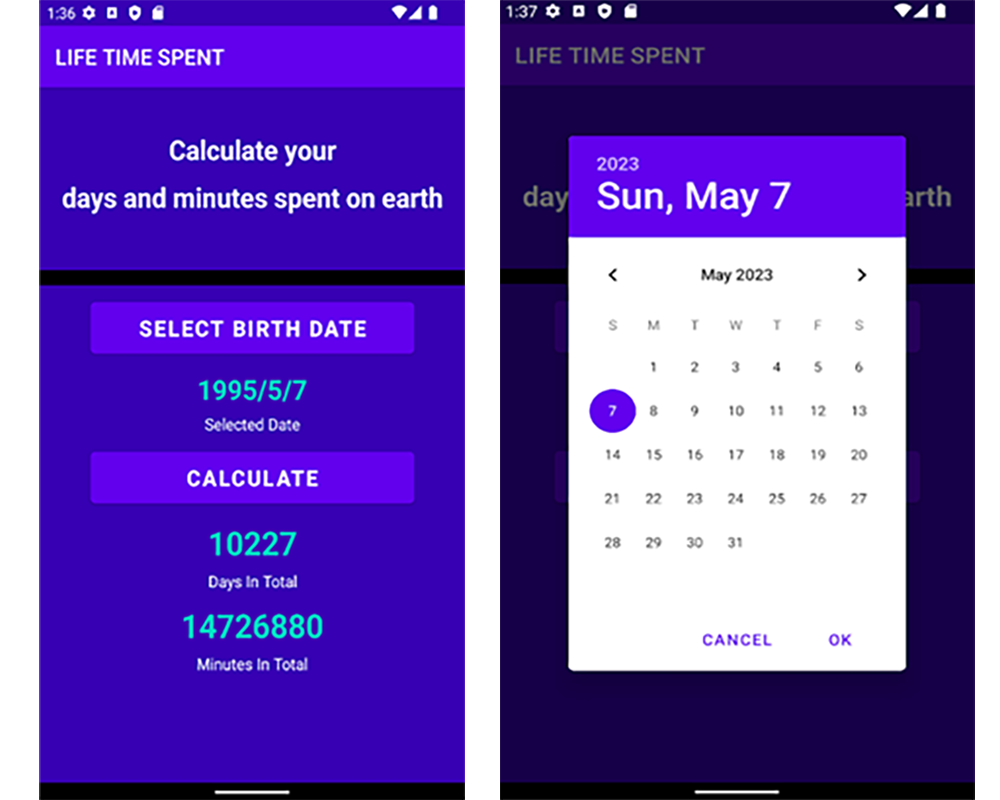 1:36
LIFE TIME SPENT
Calculate your
days and minutes spent on earth
SELECT BIRTH DATE
1995/5/7
Selected Date
CALCULATE
10227
Days In Total
14726880
Minutes In Total
1:37
LIFE TIME SPENT
day
arth
2023
Sun, May 7
May 2023
S M T W T F S
1 2 3 4 5 6
7 8 9 10 11 12 13
14 15 16 17 18 19 20
21 22 23 24 25 26 27
28 29 30 31
CANCEL OK